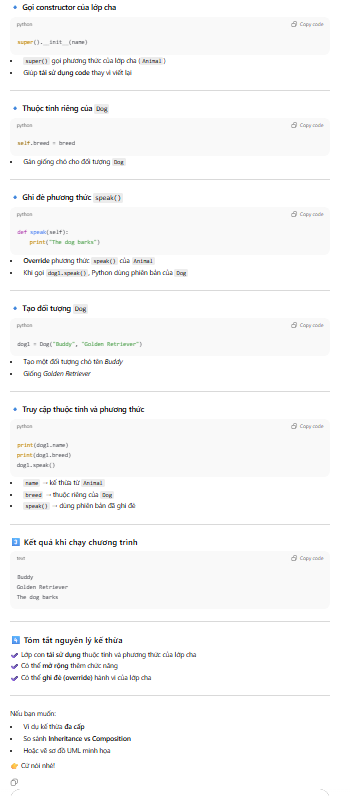 Gọi constructor của lớp cha
python
Copy code
super().__init__(name)
super() gọi phương thức của lớp cha (Animal)
Giúp tái sử dụng code thay vì viết lại
Thuộc tính riêng của Dog
python
Copy code
self.breed = breed
Gán giống chó cho đối tượng Dog
Ghi đè phương thức speak()
python
Copy code
def speak(self):
print("The dog barks")
Override phương thức speak() của Animal
Khi gọi dog1.speak(), Python dùng phiên bản của Dog
Tạo đối tượng Dog
python
Copy code
dog1 = Dog("Buddy", "Golden Retriever")
Tạo một đối tượng chó tên Buddy
Giống Golden Retriever
Truy cập thuộc tính và phương thức
python
Copy code
print(dog1.name)
print(dog1.breed)
dog1.speak()
name → kế thừa từ Animal
breed → thuộc riêng của Dog
speak() → dùng phiên bản đã ghi đè
3 Kết quả khi chạy chương trình
text
Copy code
Buddy
Golden Retriever
The dog barks
4 Tóm tắt nguyên lý kế thừa
✔ Lớp con tái sử dụng thuộc tính và phương thức của lớp cha
✔ Có thể mở rộng thêm chức năng
✔ Có thể ghi đè (override) hành vi của lớp cha
Nếu bạn muốn:
Ví dụ kế thừa đa cấp
So sánh Inheritance vs Composition
Hoặc vẽ sơ đồ UML minh họa
👉 Cứ nói nhé!